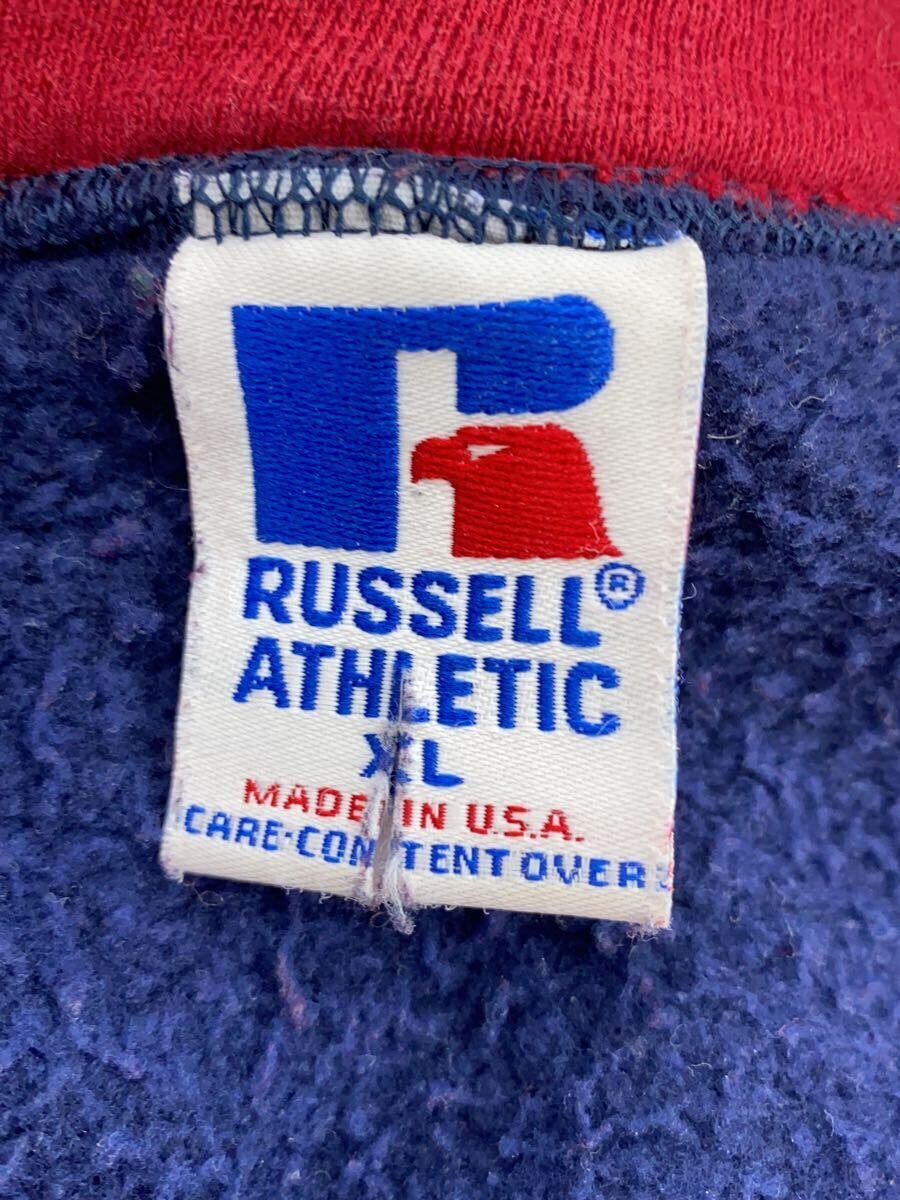 RUSSELL®
ATHLETIC
XL
MADE IN U.S.A.
CARE·CONTENT OVER